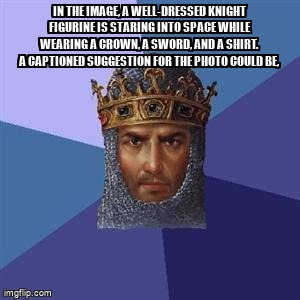 IN THE IMAGE, A WELL-DRESSED KNIGHT
FIGURINE IS STARING INTO SPACE WHILE
WEARING A CROWN, A SWORD, AND A SHIRT.
A CAPTIONED SUGGESTION FOR THE PHOTO COULD BE,
imgflip.com